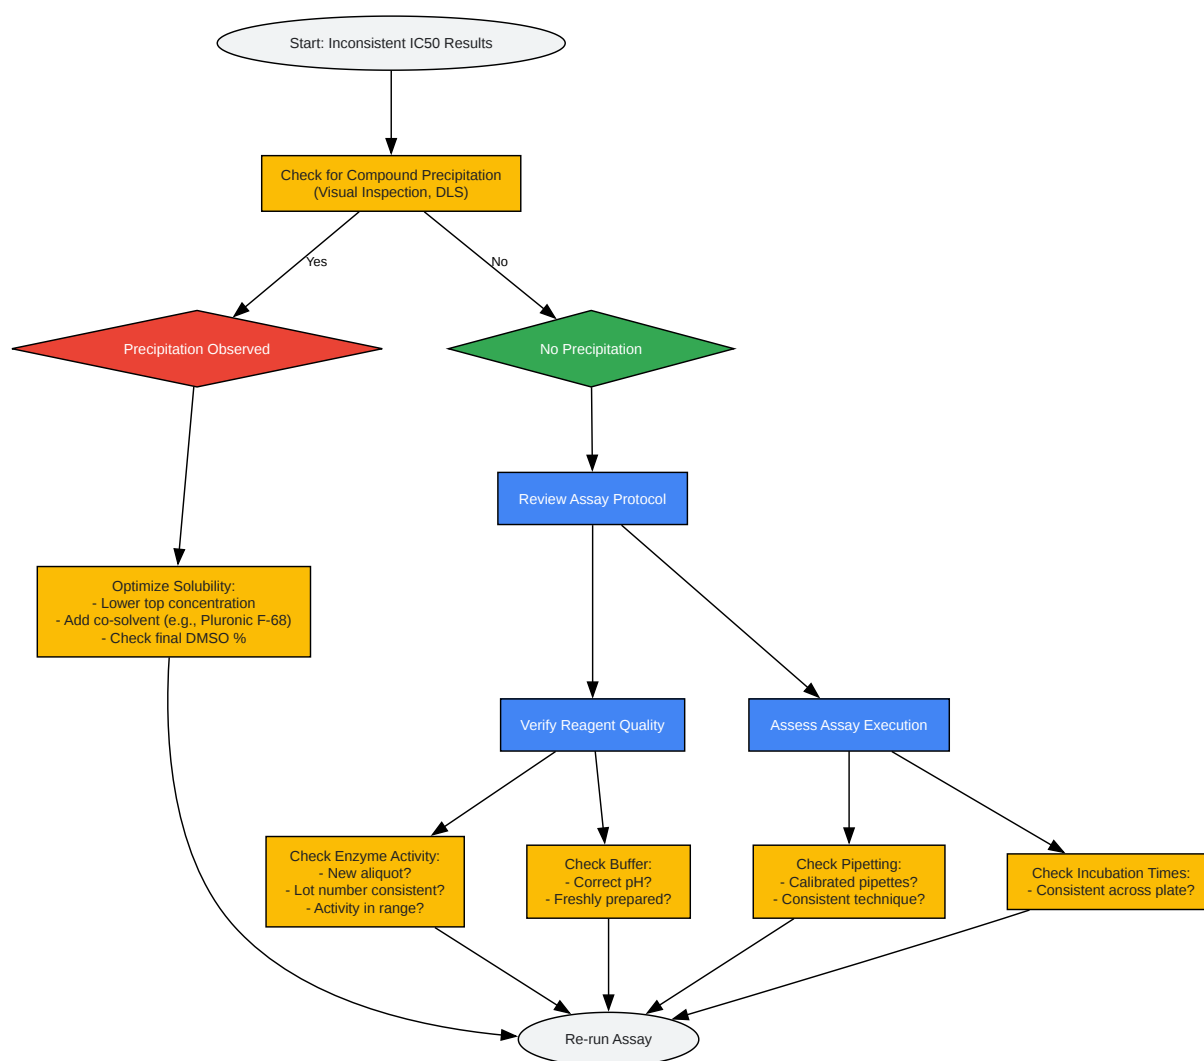 Start: Inconsistent IC50 Results
Check for Compound Precipitation
(Visual Inspection, DLS)
Yes
No
Precipitation Observed
No Precipitation
Review Assay Protocol
Optimize Solubility:
- Lower top concentration
- Add co-solvent (e.g., Pluronic F-68)
- Check final DMSO %
Verify Reagent Quality
Assess Assay Execution
Check Enzyme Activity:
- New aliquot?
- Lot number consistent?
- Activity in range?
Check Buffer:
- Correct pH?
- Freshly prepared?
Check Pipetting:
- Calibrated pipettes?
- Consistent technique?
Check Incubation Times:
- Consistent across plate?
Re-run Assay